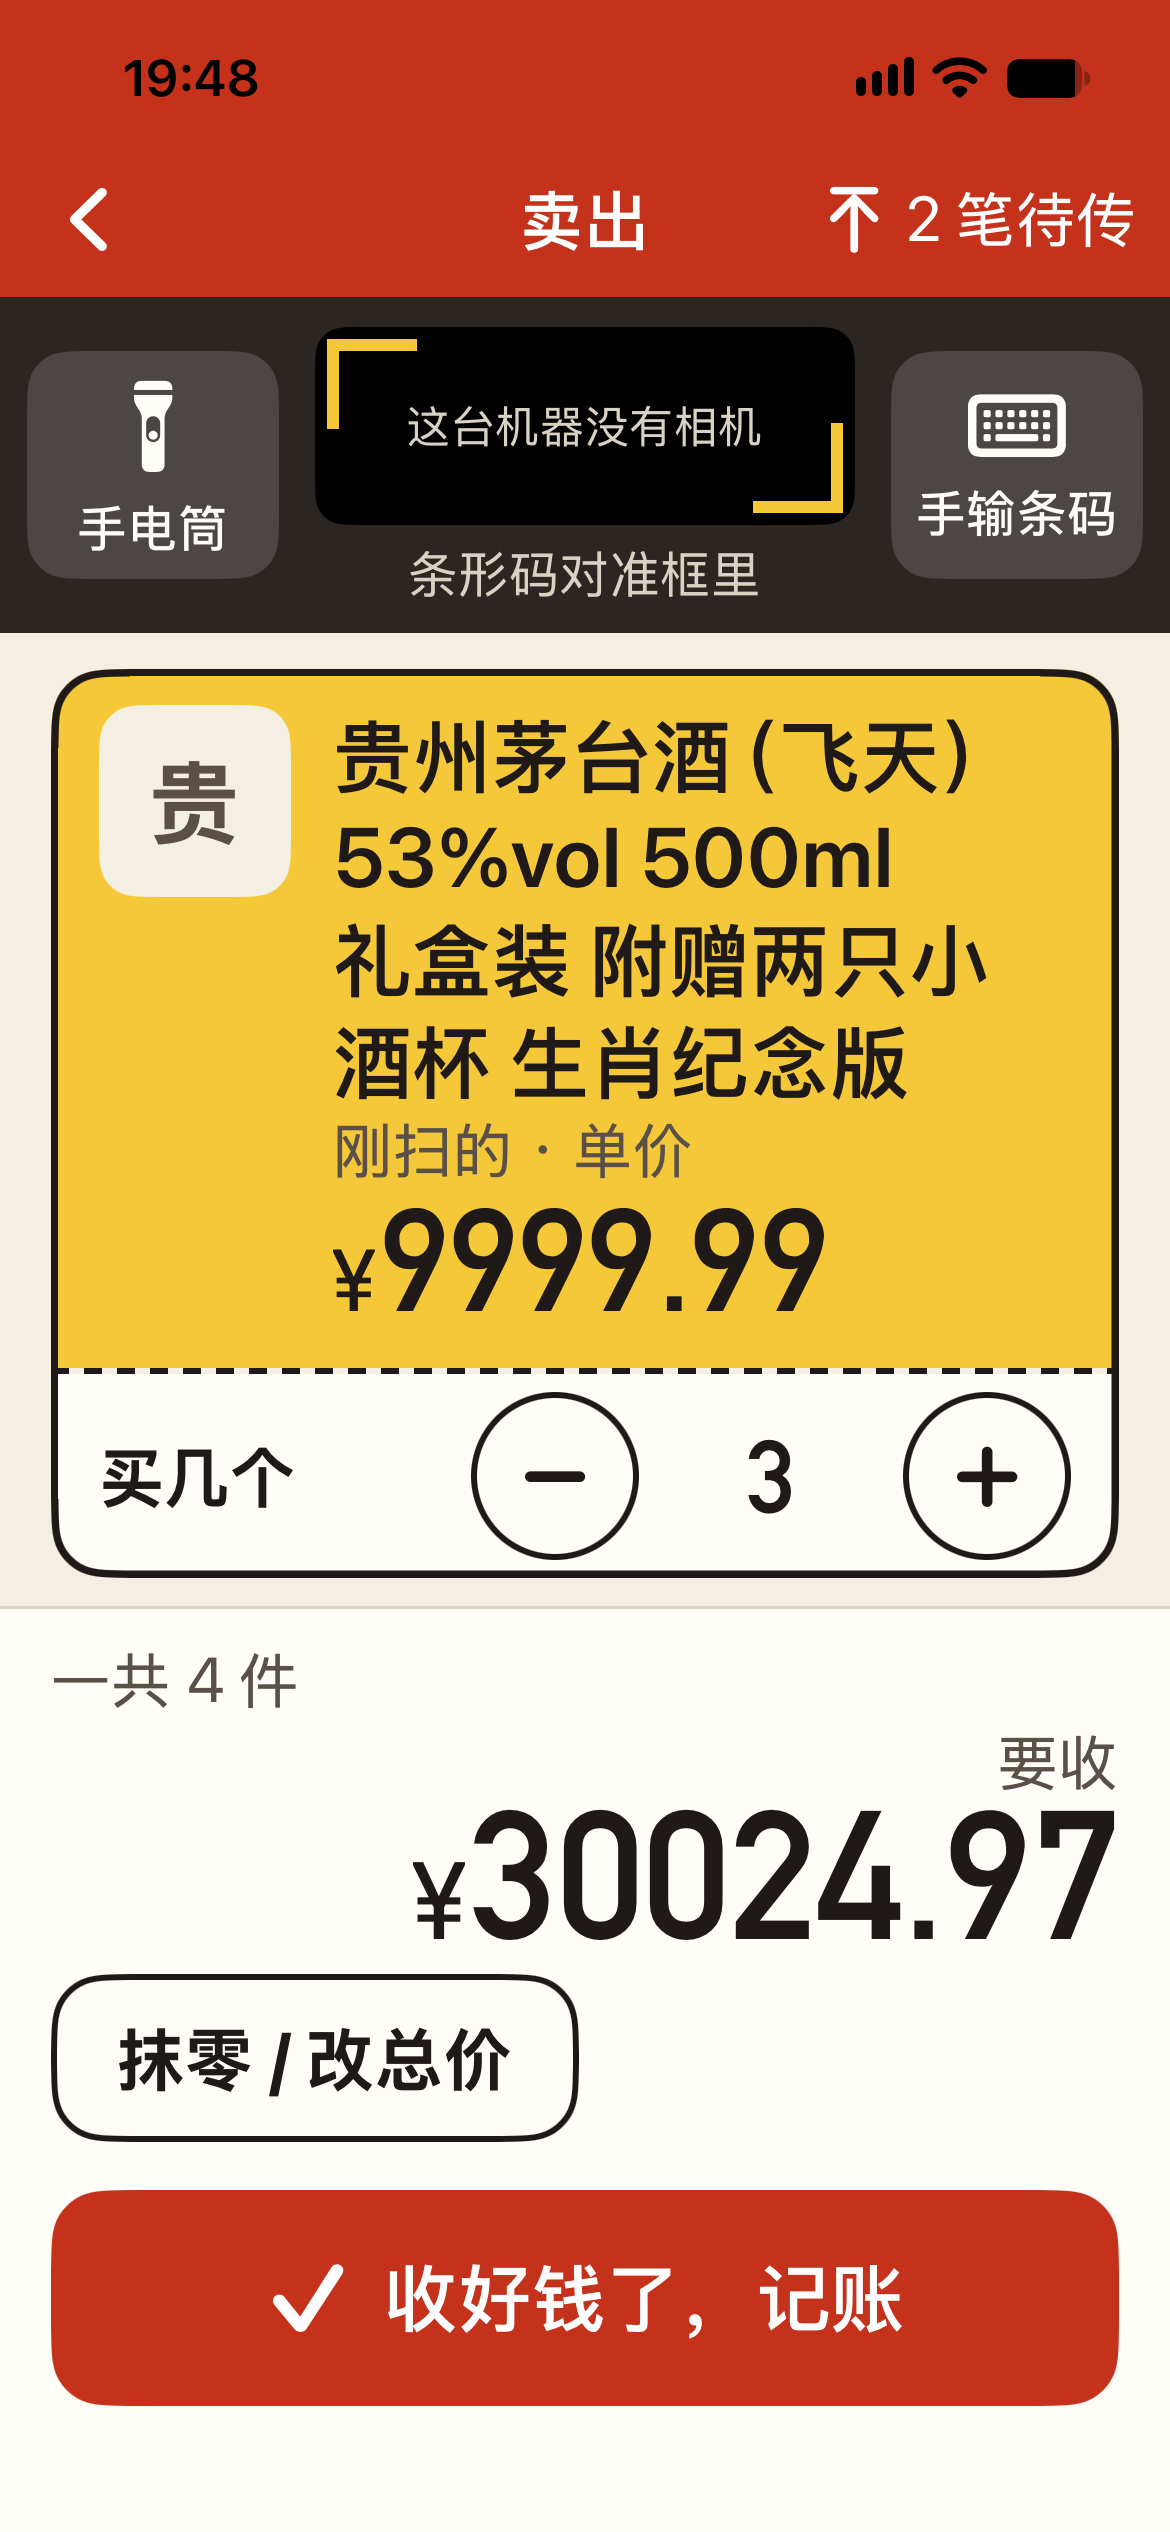 19:48
卖出
2 笔待传
手电筒
这台机器没有相机
条形码对准框里
手输条码
贵
贵州茅台酒(飞天)
53%vol 500ml
礼盒装 附赠两只小
酒杯 生肖纪念版
刚扫的 · 单价
¥9999.99
买几个
3
一共 4 件
要收
¥30024.97
抹零 / 改总价
收好钱了，记账